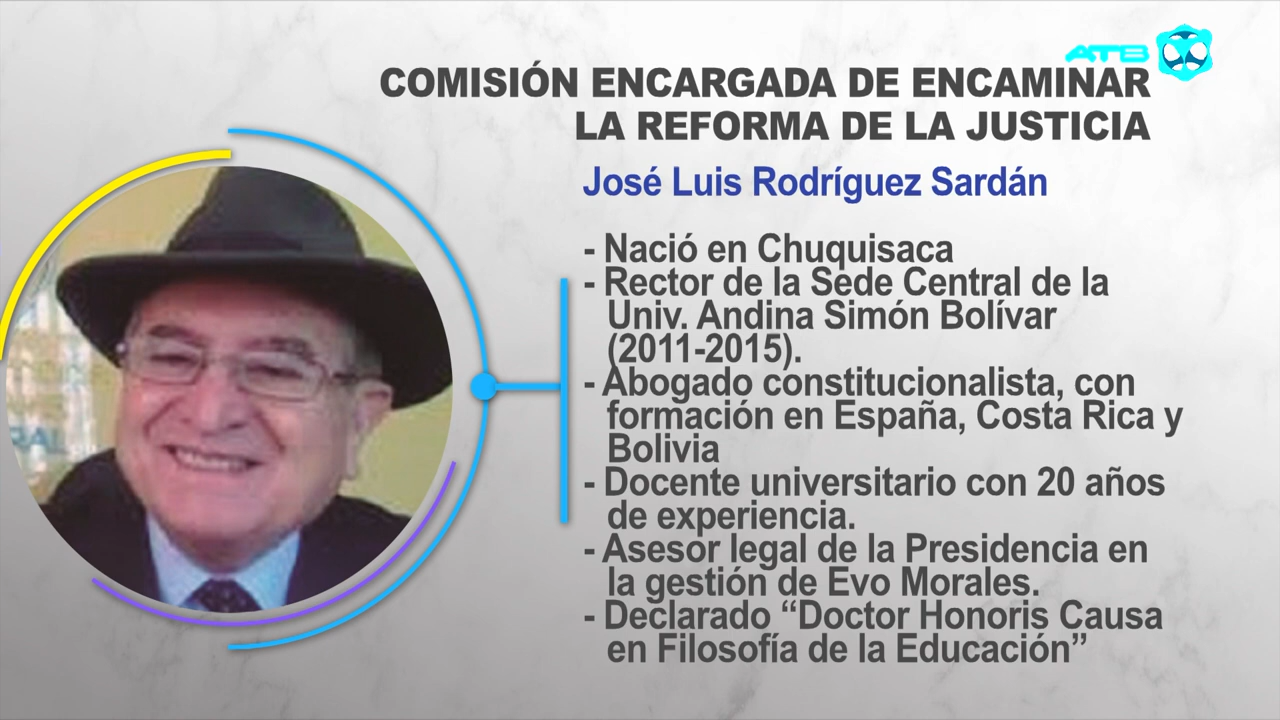 ATB
COMISIÓN ENCARGADA DE ENCAMINAR
LA REFORMA DE LA JUSTICIA
José Luis Rodríguez Sardán
- Nació en Chuquisaca
- Rector de la Sede Central de la
Univ. Andina Simón Bolívar
(2011-2015).
- Abogado constitucionalista, con
formación en España, Costa Rica y
Bolivia
- Docente universitario con 20 años
de experiencia.
- Asesor legal de la Presidencia en
la gestión de Evo Morales.
- Declarado “Doctor Honoris Causa
en Filosofía de la Educación”